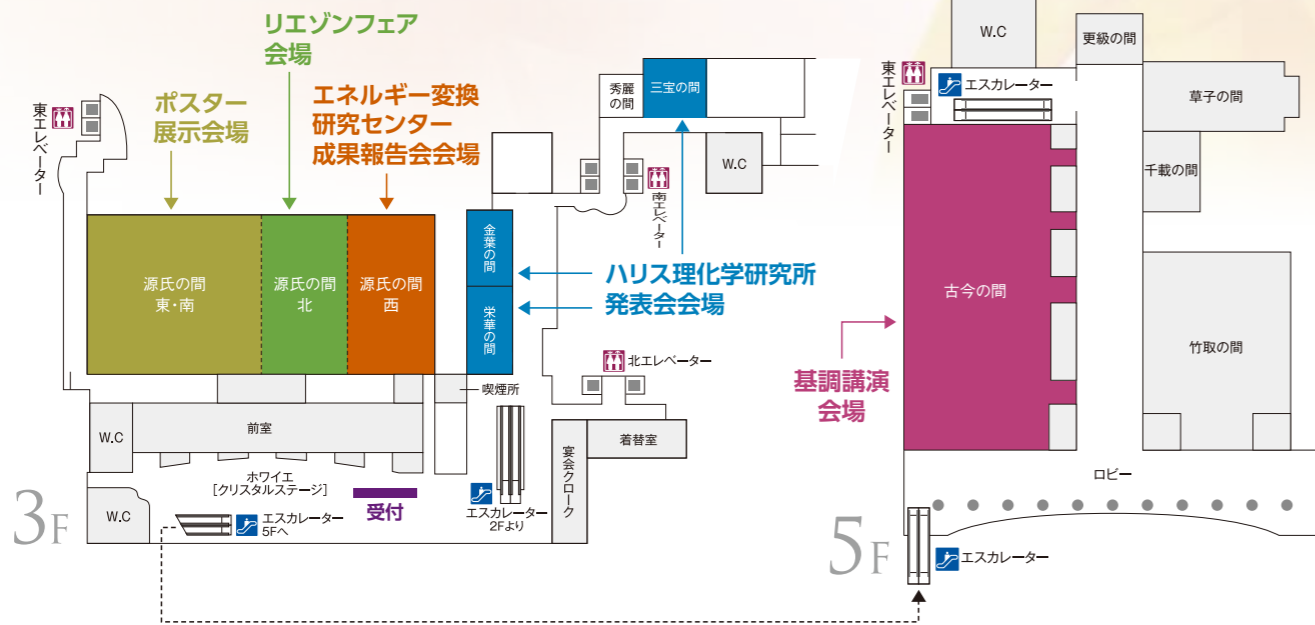 リエゾンフェア
会場
ポスター
展示会場
エネルギー変換
研究センター
成果報告会会場
東エレベーター
秀麗
の間
三宝の間
W.C
南エレベーター
源氏の間
東・南
源氏の間
北
源氏の間
西
金葉の間
栄華の間
ハリス理化学研究所
発表会会場
北エレベーター
喫煙所
W.C
前室
着替室
宴会クローク
ホワイエ
[クリスタルステージ]
受付
W.C
エスカレーター
5Fへ
エスカレーター
2Fより
3F
W.C
更級の間
東エレベーター
エスカレーター
草子の間
千載の間
古今の間
竹取の間
基調講演
会場
ロビー
エスカレーター
5F